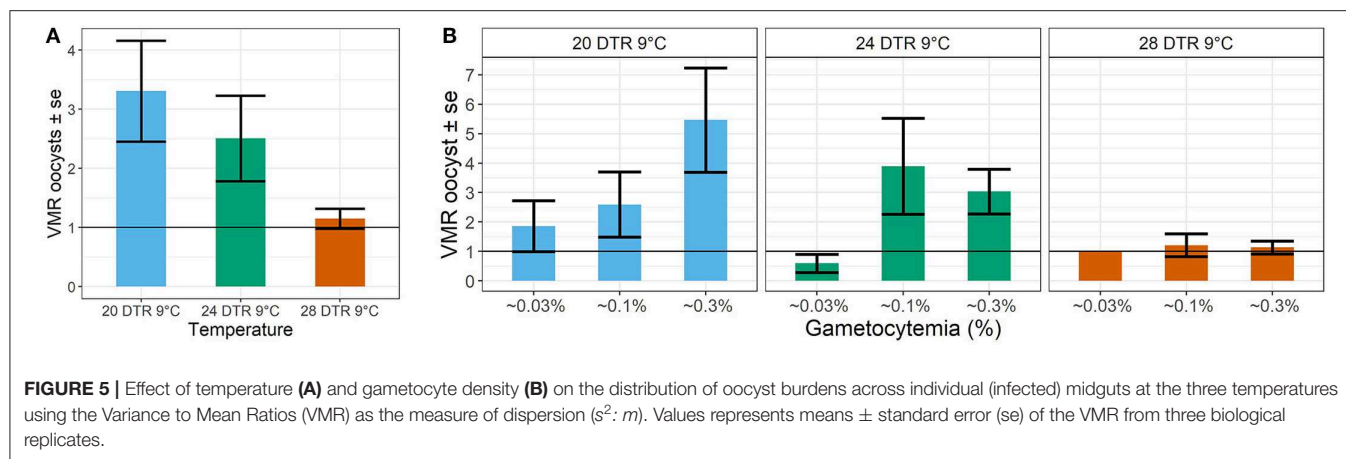 A
VMR oocysts ± se
4
3
2
1
0
20 DTR 9°C 24 DTR 9°C 28 DTR 9°C
Temperature
B
20 DTR 9°C 24 DTR 9°C 28 DTR 9°C
VMR oocyst ± se
7
6
5
4
3
2
1
0
~0.03% ~0.1% ~0.3% ~0.03% ~0.1% ~0.3% ~0.03% ~0.1% ~0.3%
Gametocytemia (%)
FIGURE 5 | Effect of temperature (A) and gametocyte density (B) on the distribution of oocyst burdens across individual (infected) midguts at the three temperatures
using the Variance to Mean Ratios (VMR) as the measure of dispersion (s²: m). Values represents means ± standard error (se) of the VMR from three biological
replicates.